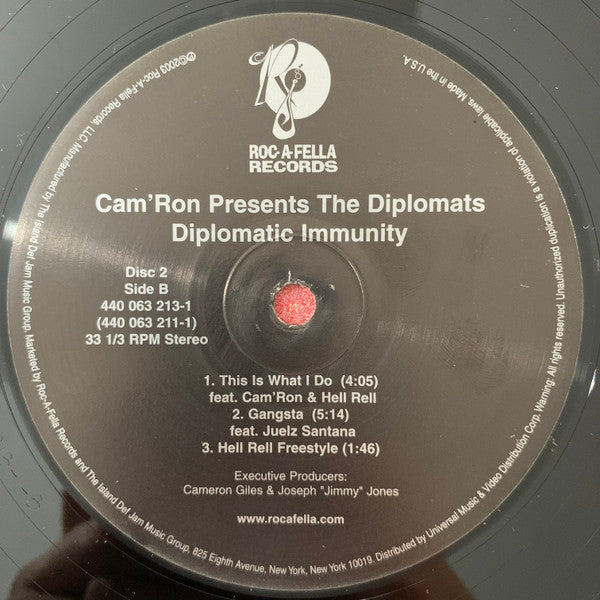 ROC-A-FELLA
RECORDS
Cam'Ron Presents The Diplomats
Diplomatic Immunity
Disc 2
Side B
440 063 213-1
(440 063 211-1)
33 1/3 RPM Stereo
1. This Is What I Do (4:05)
feat. Cam'Ron & Hell Rell
2. Gangsta (5:14)
feat. Juelz Santana
3. Hell Rell Freestyle (1:46)
Executive Producers:
Cameron Giles & Joseph "Jimmy" Jones
www.rocafella.com
℗©2003 Roc-A-Fella Records, LLC. Manufactured by The Island Def Jam Music Group. Marketed by Roc-A-Fella Records and The Island Def Jam Music Group, 825 Eighth Avenue, New York, New York 10019. Distributed by Universal Music & Video Distribution Corp. Warning: All rights reserved. Unauthorized duplication is a violation of applicable laws. Made in the U.S.A.